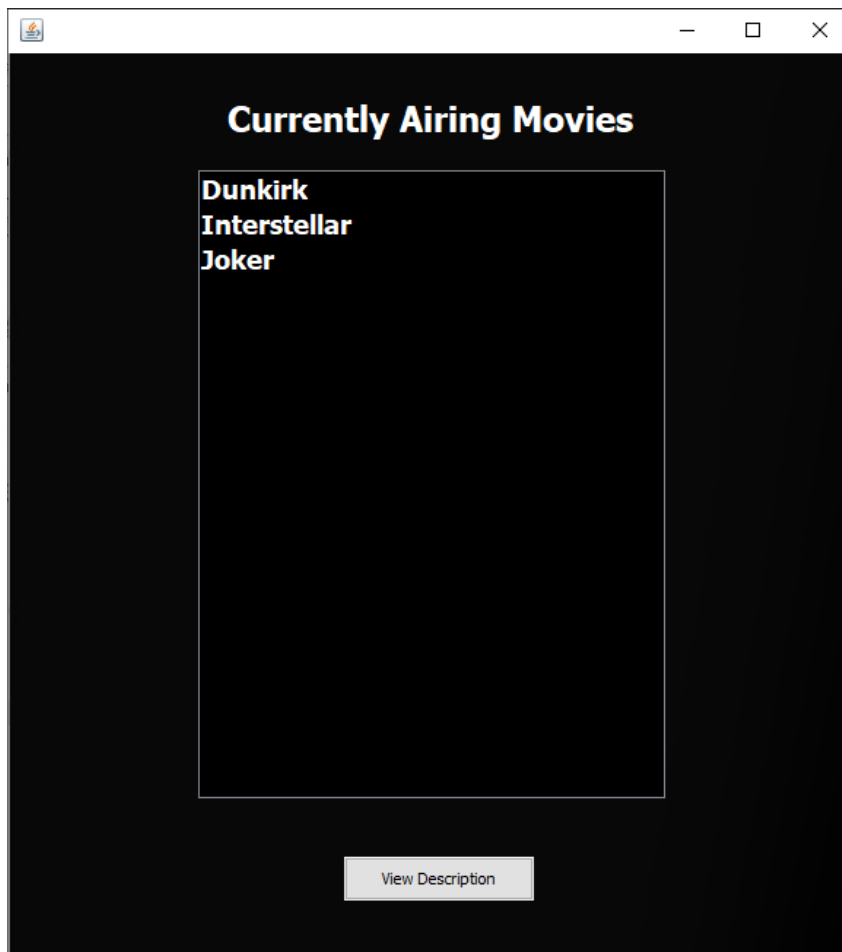 Currently Airing Movies
Dunkirk
Interstellar
Joker
View Description